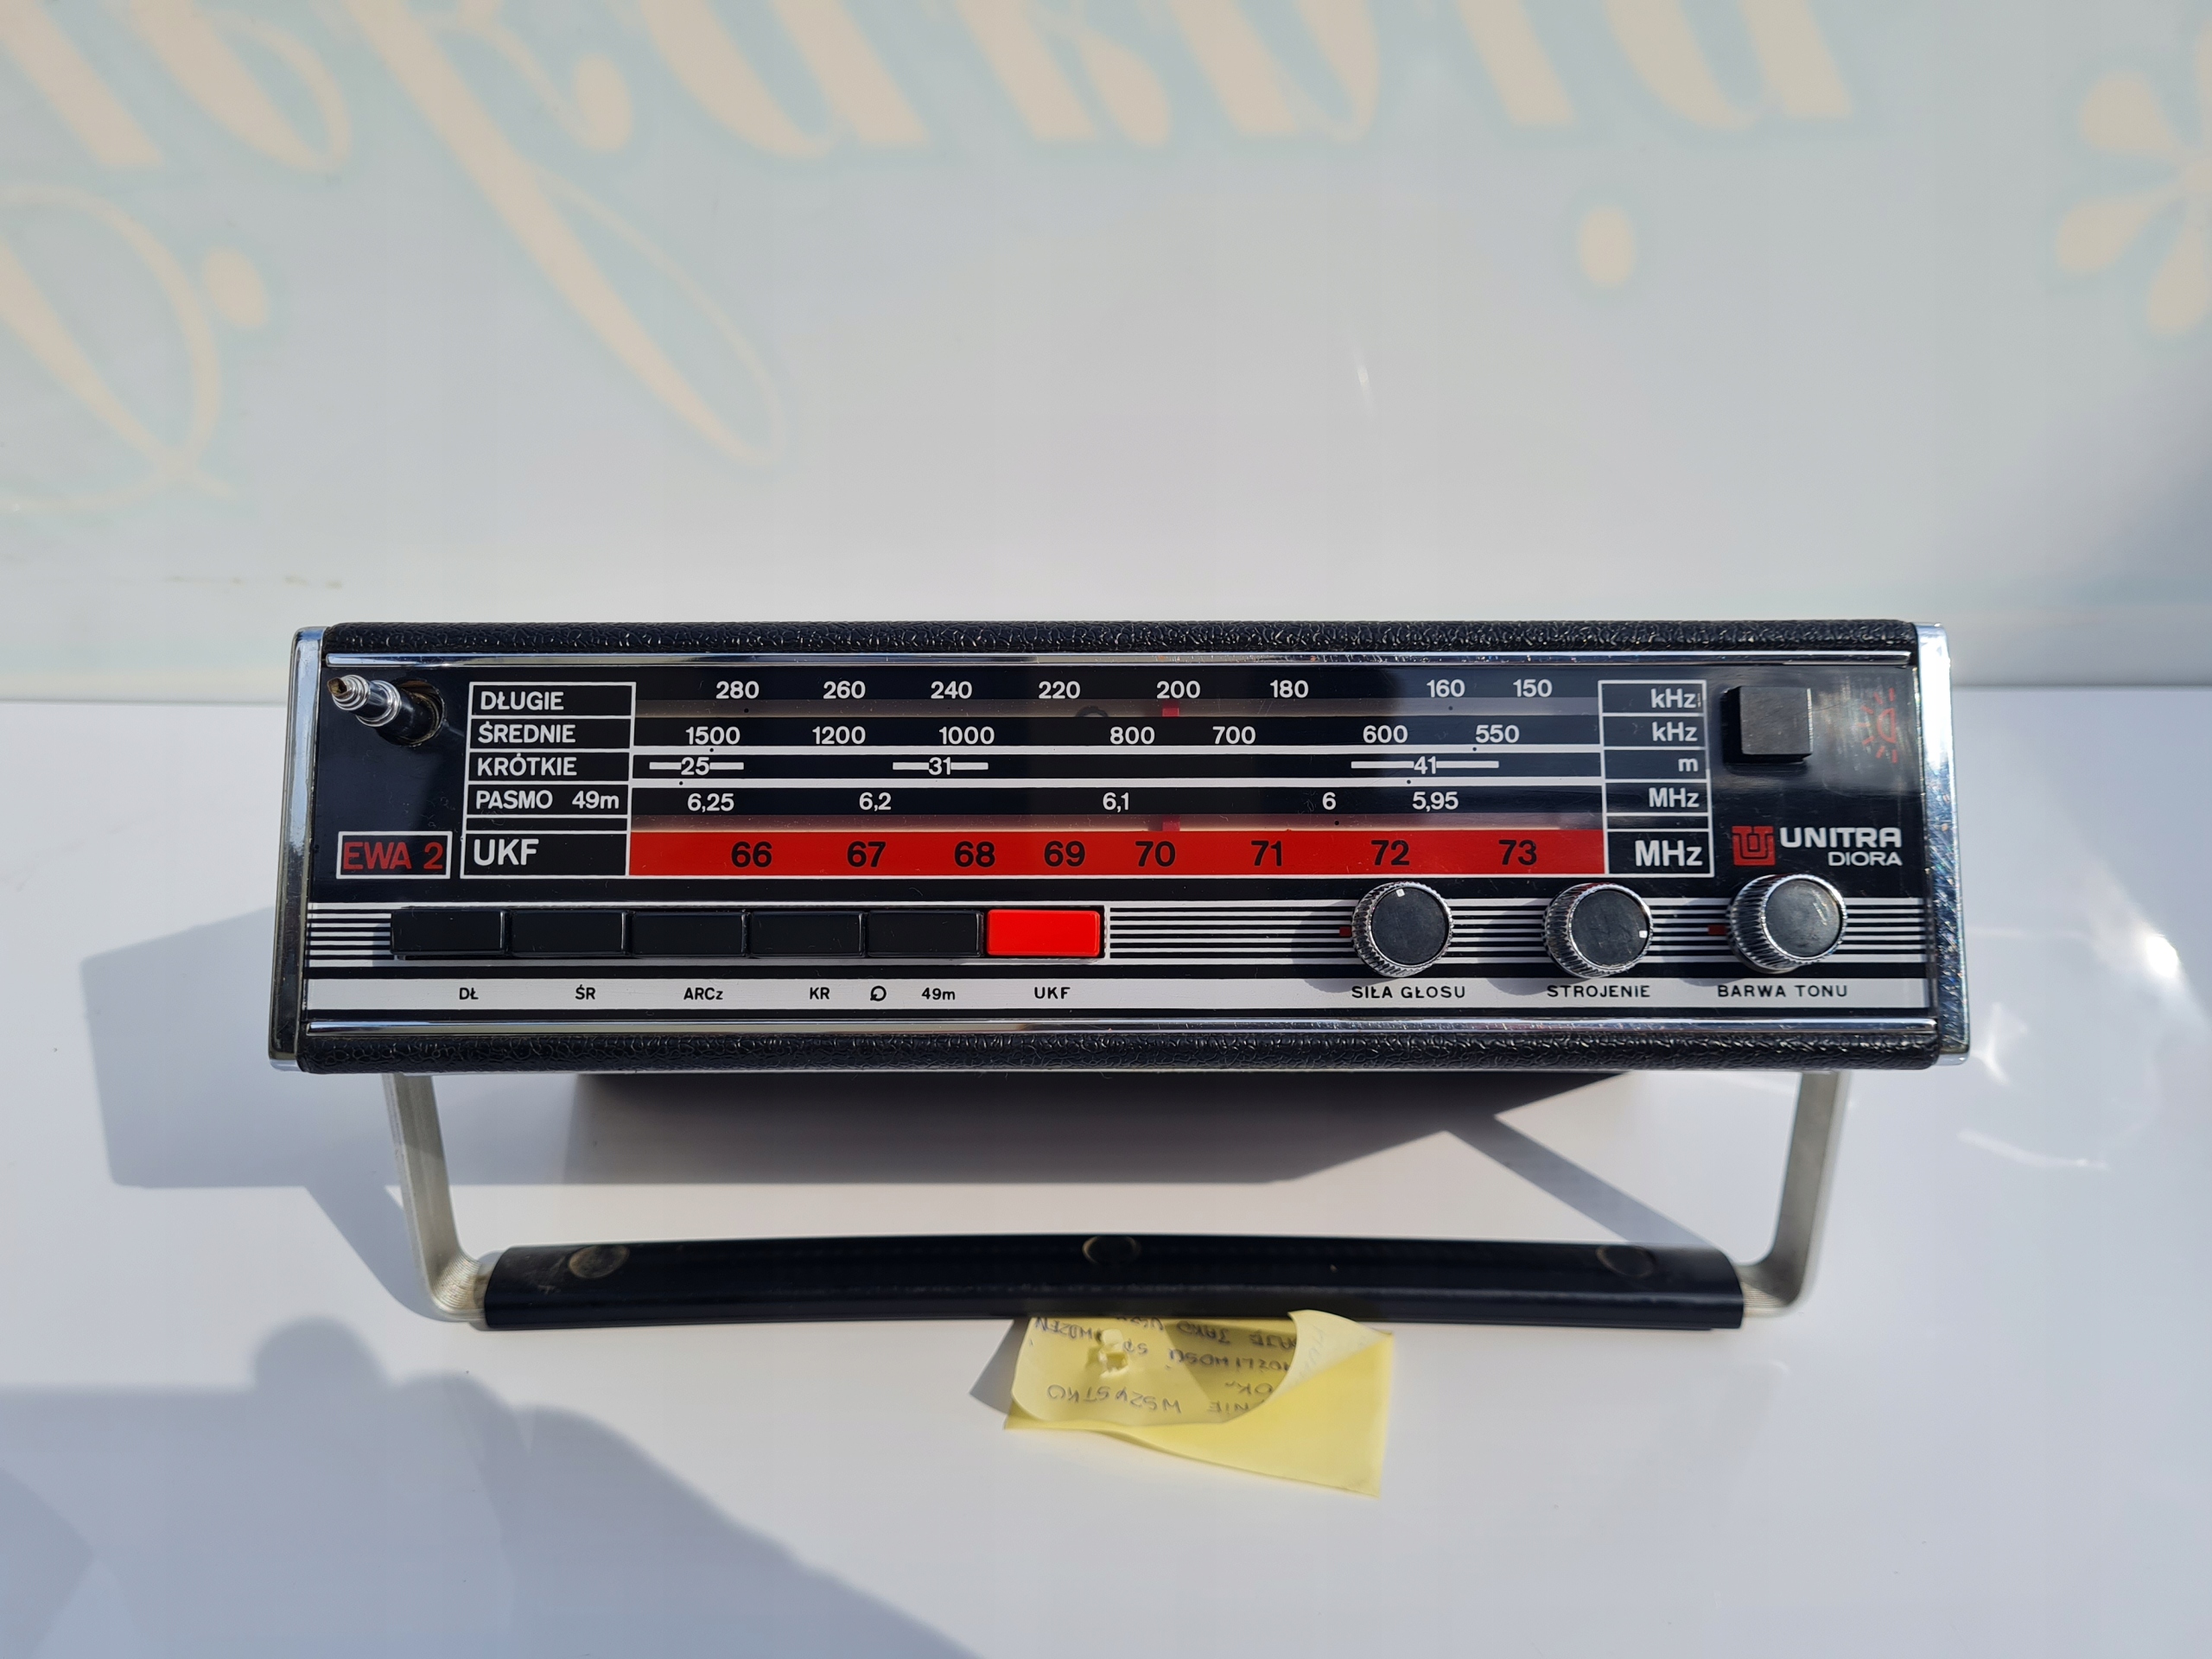 DŁUGIE 280 260 240 220 200 180 160 150 kHz
ŚREDNIE 1500 1200 1000 800 700 600 550 kHz
KRÓTKIE 25 31 41 m
PASMO 49m 6,25 6,2 6,1 6 5,95 MHz
EWA 2 UKF 66 67 68 69 70 71 72 73 MHz
UNITRA
DIORA
DŁ ŚR ARCz KR 49m UKF SIŁA GŁOSU STROJENIE BARWA TONU
WSZYSTKO